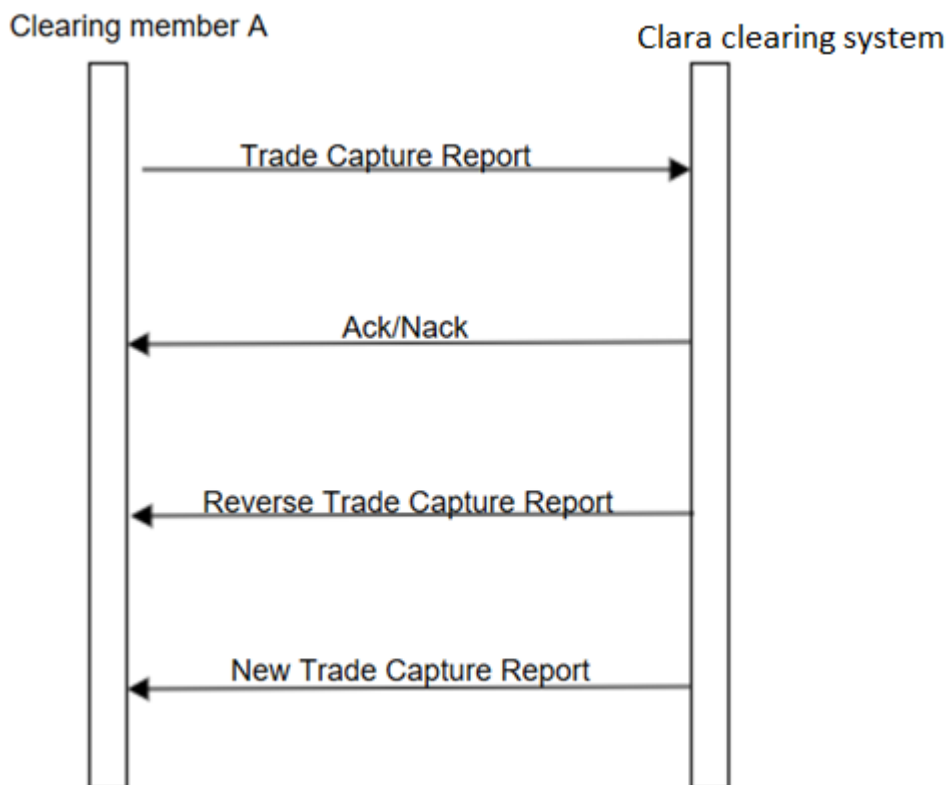 Clearing member A
Clara clearing system
Trade Capture Report
Ack/Nack
Reverse Trade Capture Report
New Trade Capture Report